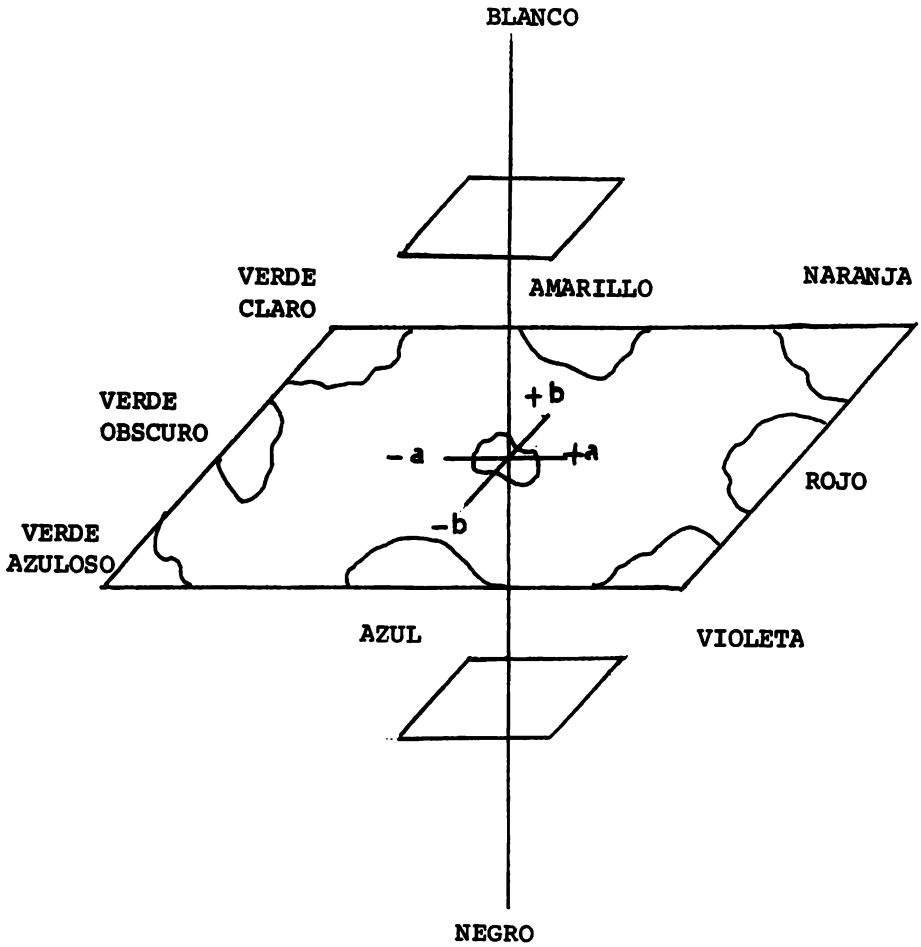 BLANCO
VERDE
CLARO
AMARILLO
NARANJA
VERDE
OBSCURO
+b
-a
+a
ROJO
-b
VERDE
AZULOSO
AZUL
VIOLETA
NEGRO